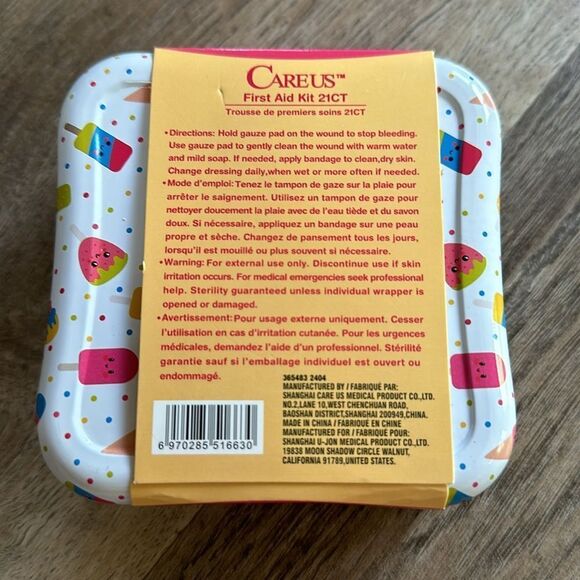 CAREUS™
First Aid Kit 21CT
Trousse de premiers soins 21CT
•Directions: Hold gauze pad on the wound to stop bleeding.
Use gauze pad to gently clean the wound with warm water
and mild soap. If needed, apply bandage to clean,dry skin.
Change dressing daily,when wet or more often if needed.
•Mode d'emploi: Tenez le tampon de gaze sur la plaie pour
arrêter le saignement. Utilisez un tampon de gaze pour
nettoyer doucement la plaie avec de l'eau tiède et du savon
doux. Si nécessaire, appliquez un bandage sur une peau
propre et sèche. Changez de pansement tous les jours,
lorsqu'il est mouillé ou plus souvent si nécessaire.
•Warning: For external use only. Discontinue use if skin
irritation occurs. For medical emergencies seek professional
help. Sterility guaranteed unless individual wrapper is
opened or damaged.
•Avertissement:Pour usage externe uniquement. Cesser
l'utilisation en cas d'irritation cutanée. Pour les urgences
médicales, demandez l'aide d'un professionnel. Stérilité
garantie sauf si l'emballage individuel est ouvert ou
endommagé.
365483 2404
MANUFACTURED BY / FABRIQUÉ PAR:
SHANGHAI CARE US MEDICAL PRODUCT CO.,LTD.
NO.2,LANE 10,WEST CHENCHUAN ROAD,
BAOSHAN DISTRICT,SHANGHAI 200949,CHINA.
MADE IN CHINA / FABRIQUÉ EN CHINE
MANUFACTURED FOR / FABRIQUÉ POUR:
SHANGHAI U-JON MEDICAL PRODUCT CO.,LTD.
19838 MOON SHADOW CIRCLE WALNUT,
CALIFORNIA 91789,UNITED STATES.
6 970285 516630